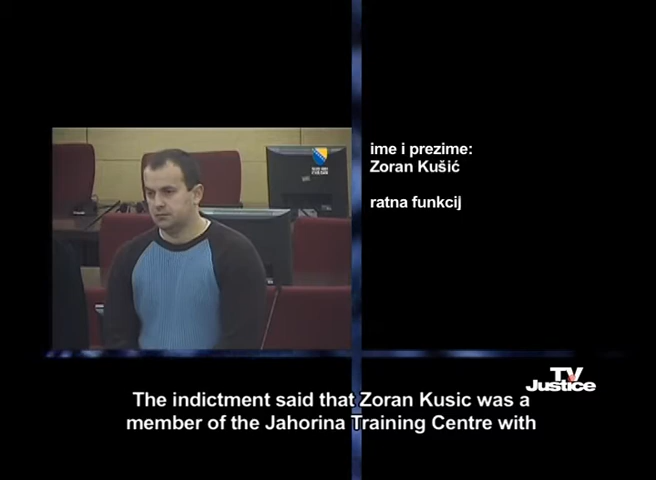 ime i prezime:
Zoran Kušić
ratna funkcij
TV
Justice
The indictment said that Zoran Kusic was a
member of the Jahorina Training Centre with